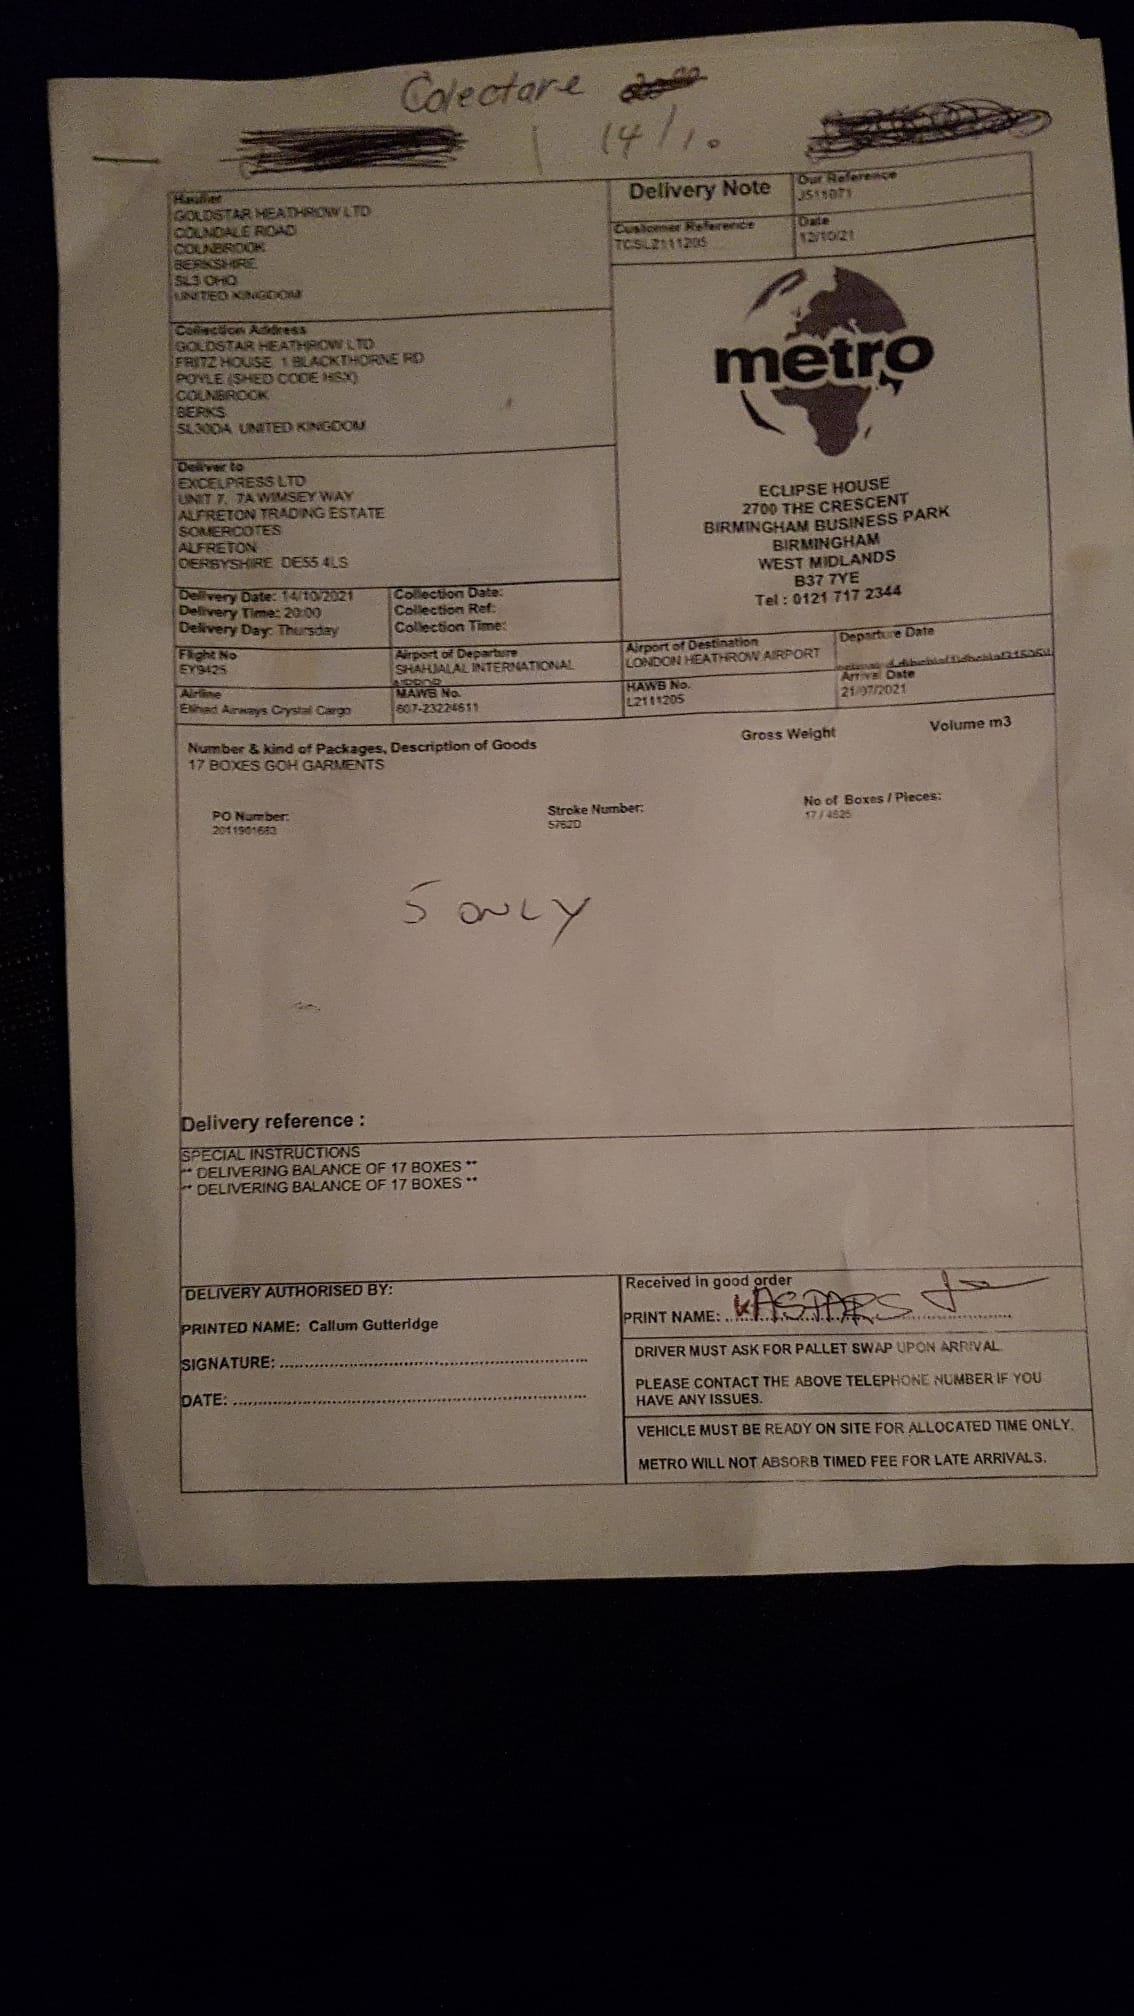 Colectare
14/10
Haulier
GOLDSTAR HEATHROW LTD
COLNDALE ROAD
COLNBROOK
BERKSHIRE
SL3 0HQ
UNITED KINGDOM
Delivery Note
Our Reference
JS11071
Customer Reference
TCSL2111205
Date
12/10/21
Collection Address
GOLDSTAR HEATHROW LTD
FRITZ HOUSE, 1 BLACKTHORNE RD
POYLE (SHED CODE HSX)
COLNBROOK
BERKS
SL30DA UNITED KINGDOM
metro
ECLIPSE HOUSE
2700 THE CRESCENT
BIRMINGHAM BUSINESS PARK
BIRMINGHAM
WEST MIDLANDS
B37 7YE
Tel : 0121 717 2344
Deliver to
EXCELPRESS LTD
UNIT 7, 7A WIMSEY WAY
ALFRETON TRADING ESTATE
SOMERCOTES
ALFRETON
DERBYSHIRE DE55 4LS
Delivery Date: 14/10/2021
Delivery Time: 20:00
Delivery Day: Thursday
Collection Date:
Collection Ref:
Collection Time:
Flight No
EY9425
Airport of Departure
SHAHJALAL INTERNATIONAL
Airport of Destination
LONDON HEATHROW AIRPORT
Departure Date
Airline
Etihad Airways Crystal Cargo
MAWB No.
607-23224611
HAWB No.
L2111205
Arrival Date
21/07/2021
Number & kind of Packages, Description of Goods
Gross Weight
Volume m3
17 BOXES GOH GARMENTS
PO Number:
2011901683
Stroke Number:
5762D
No of Boxes / Pieces:
17 / 4625
5 ONLY
Delivery reference :
SPECIAL INSTRUCTIONS
** DELIVERING BALANCE OF 17 BOXES **
** DELIVERING BALANCE OF 17 BOXES **
DELIVERY AUTHORISED BY:
PRINTED NAME: Callum Gutteridge
SIGNATURE:
DATE:
Received in good order
PRINT NAME: KASPARS
DRIVER MUST ASK FOR PALLET SWAP UPON ARRIVAL.
PLEASE CONTACT THE ABOVE TELEPHONE NUMBER IF YOU
HAVE ANY ISSUES.
VEHICLE MUST BE READY ON SITE FOR ALLOCATED TIME ONLY.
METRO WILL NOT ABSORB TIMED FEE FOR LATE ARRIVALS.